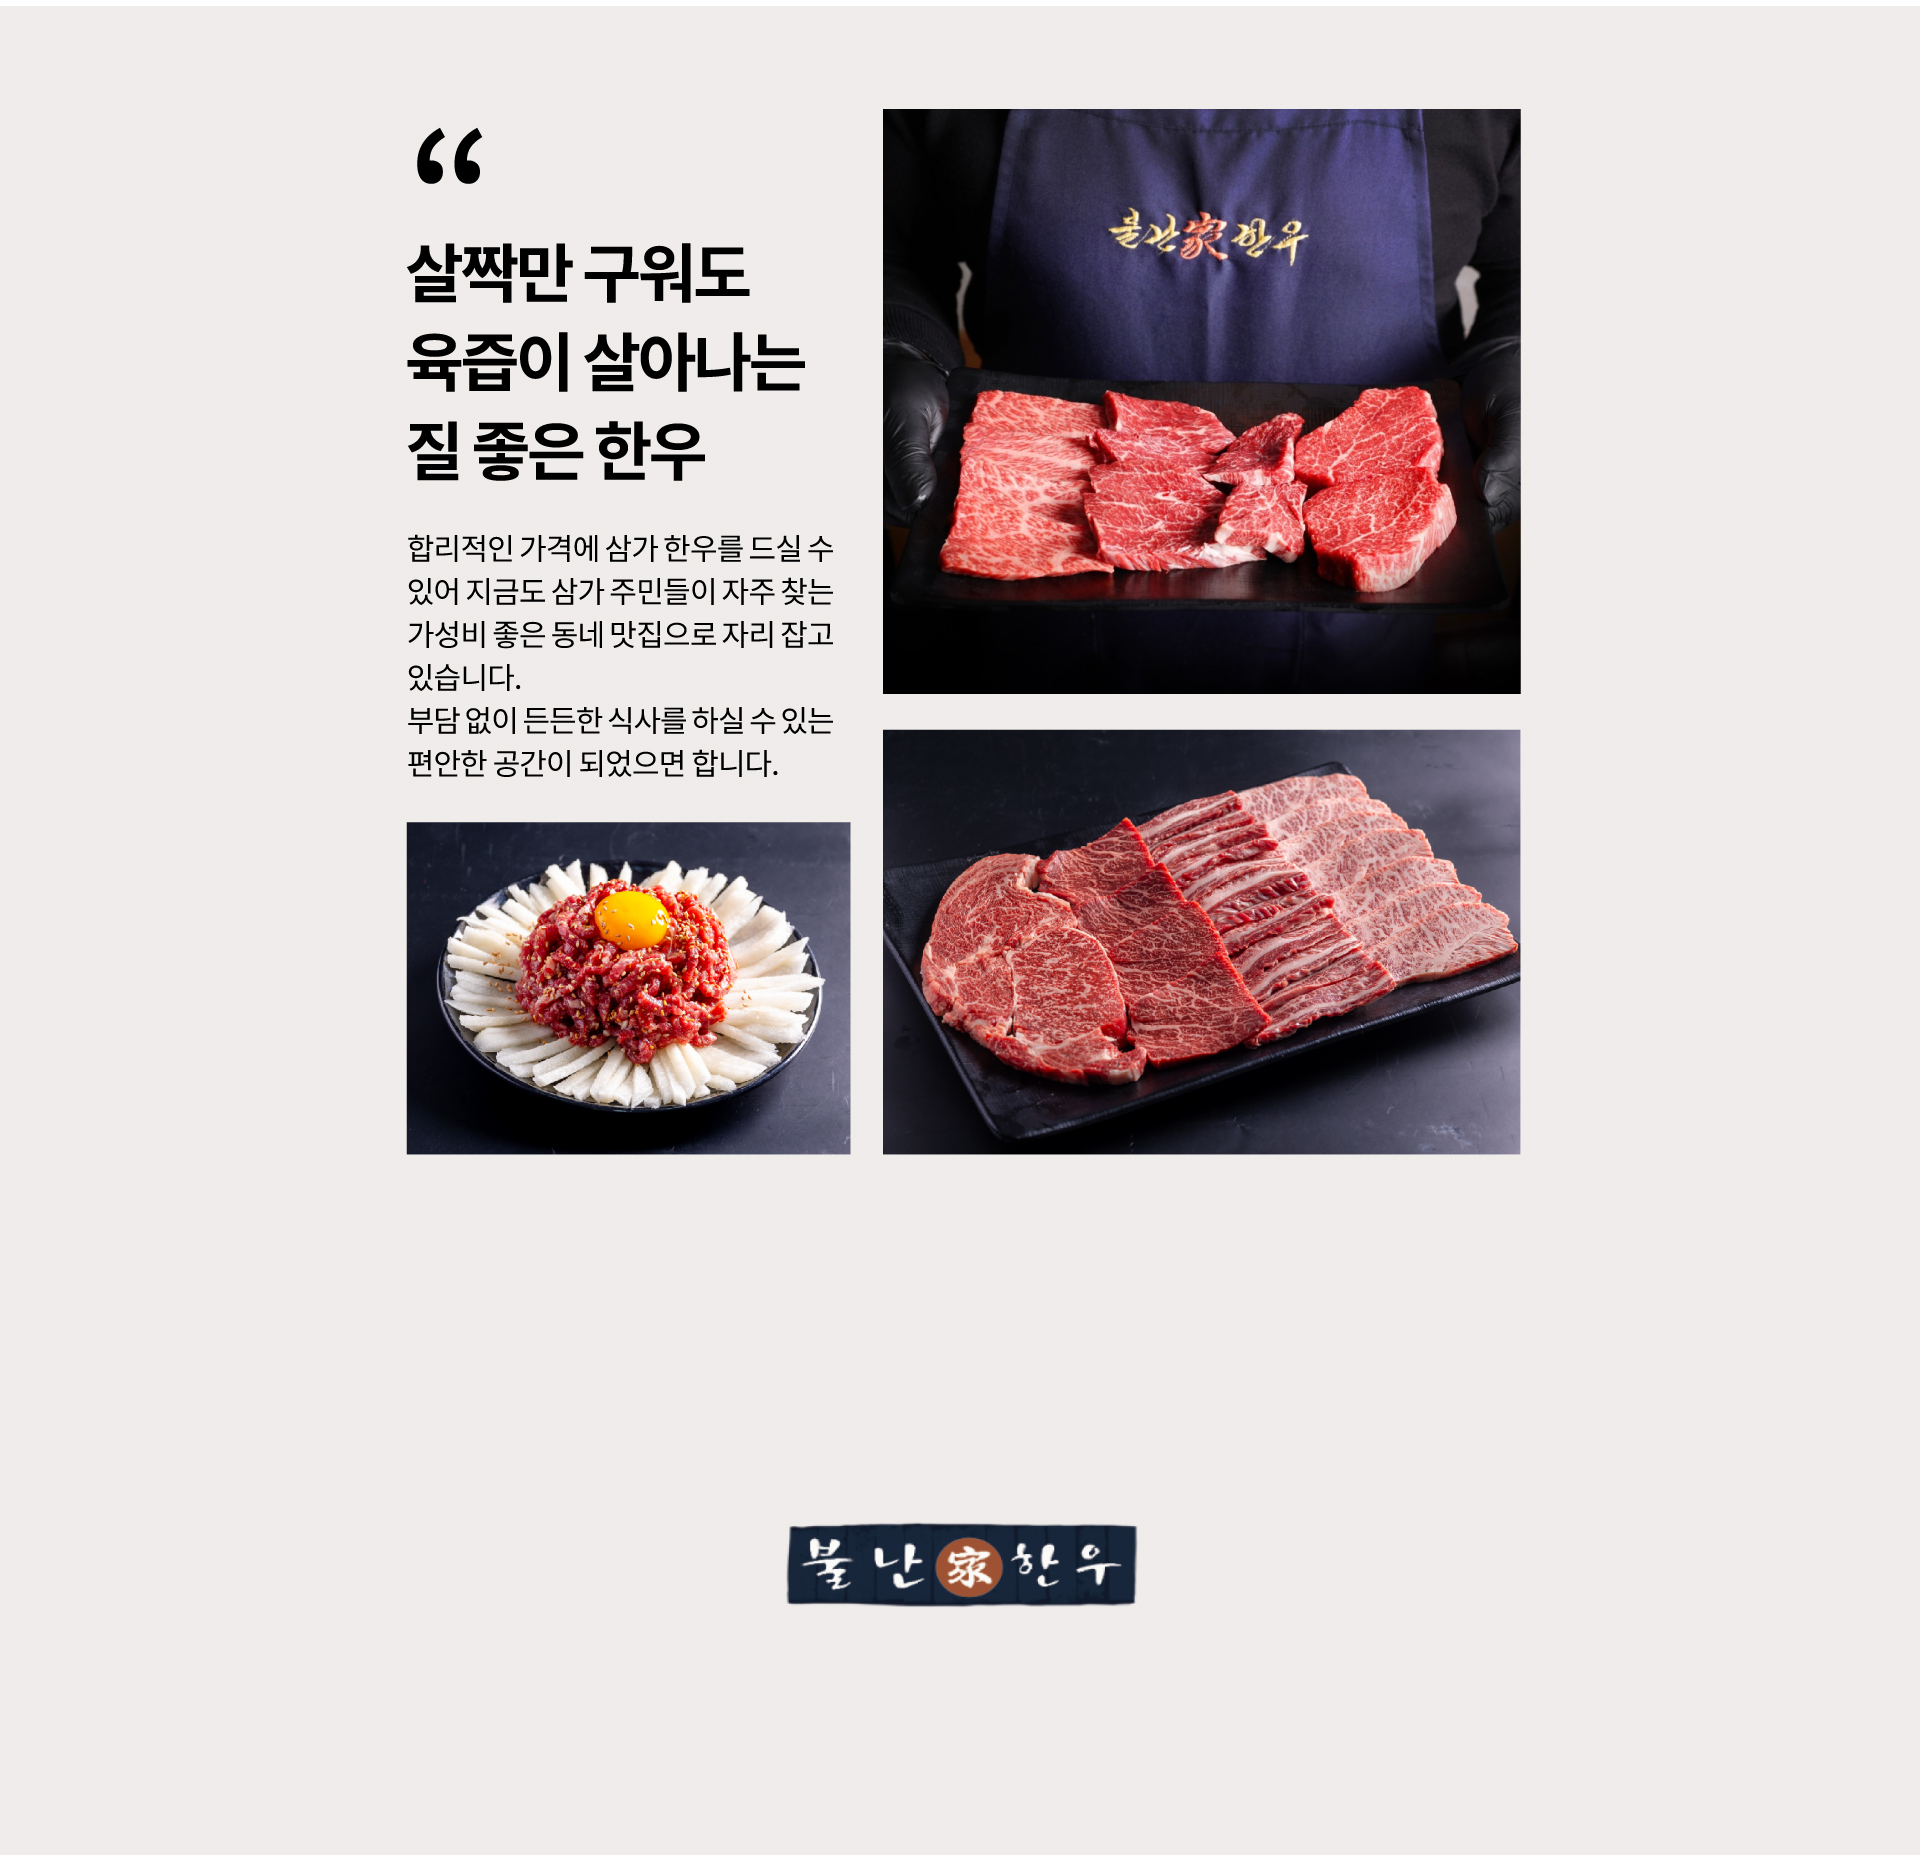 “
살짝만 구워도
육즙이 살아나는
질 좋은 한우
합리적인 가격에 삼가 한우를 드실 수
있어 지금도 삼가 주민들이 자주 찾는
가성비 좋은 동네 맛집으로 자리 잡고
있습니다.
부담 없이 든든한 식사를 하실 수 있는
편안한 공간이 되었으면 합니다.
불난家한우
불난家한우